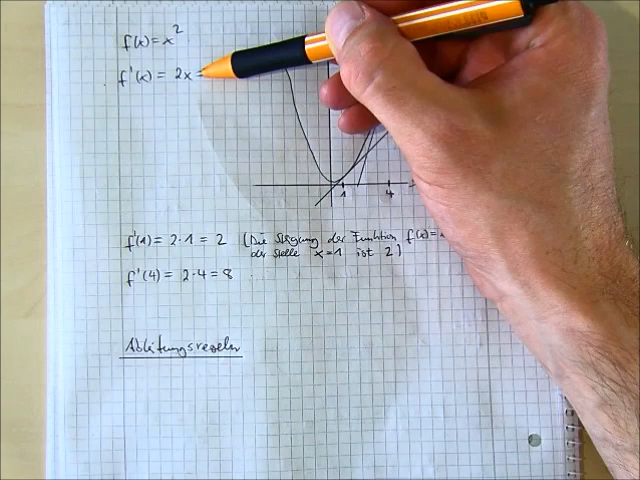 f(x) = x²
f'(x) = 2x =
1 4
f'(1) = 2·1 = 2 (Die Steigung der Funktion f(x) =
der Stelle x=1 ist 2)
f'(4) = 2·4 = 8
Ableitungsregeln